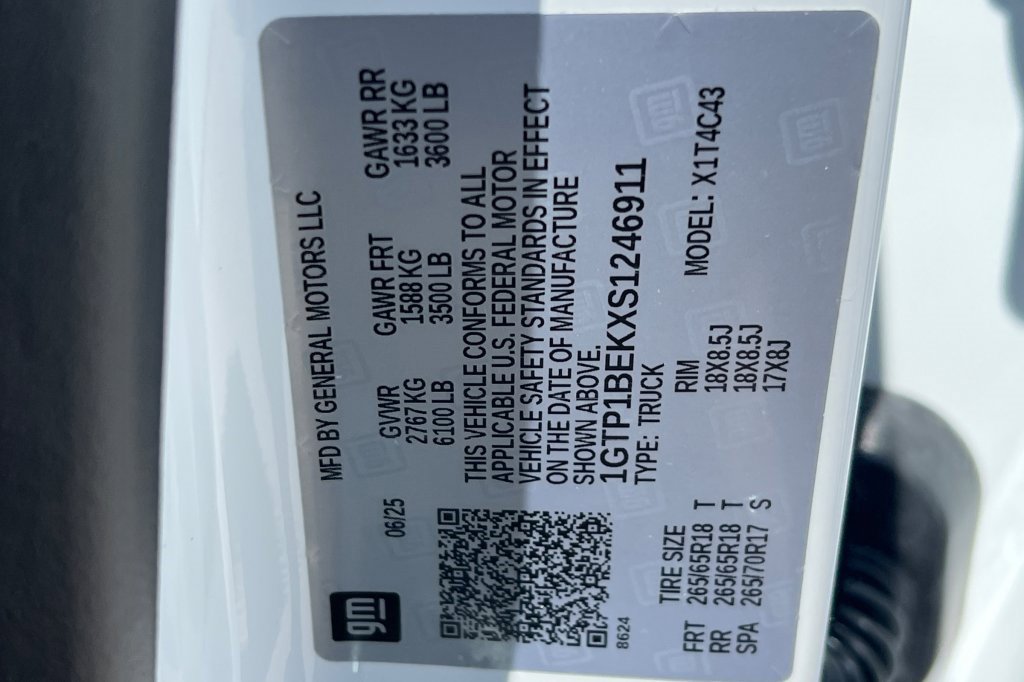 gm
MFD BY GENERAL MOTORS LLC
06/25
GVWR GAWR FRT GAWR RR
2767 KG 1588 KG 1633 KG
6100 LB 3500 LB 3600 LB
THIS VEHICLE CONFORMS TO ALL
APPLICABLE U.S. FEDERAL MOTOR
VEHICLE SAFETY STANDARDS IN EFFECT
ON THE DATE OF MANUFACTURE
SHOWN ABOVE.
1GTP1BEKXS1246911
8624
TYPE: TRUCK
MODEL: X1T4C43
TIRE SIZE RIM
FRT 265/65R18 T 18X8.5J
RR 265/65R18 T 18X8.5J
SPA 265/70R17 S 17X8J